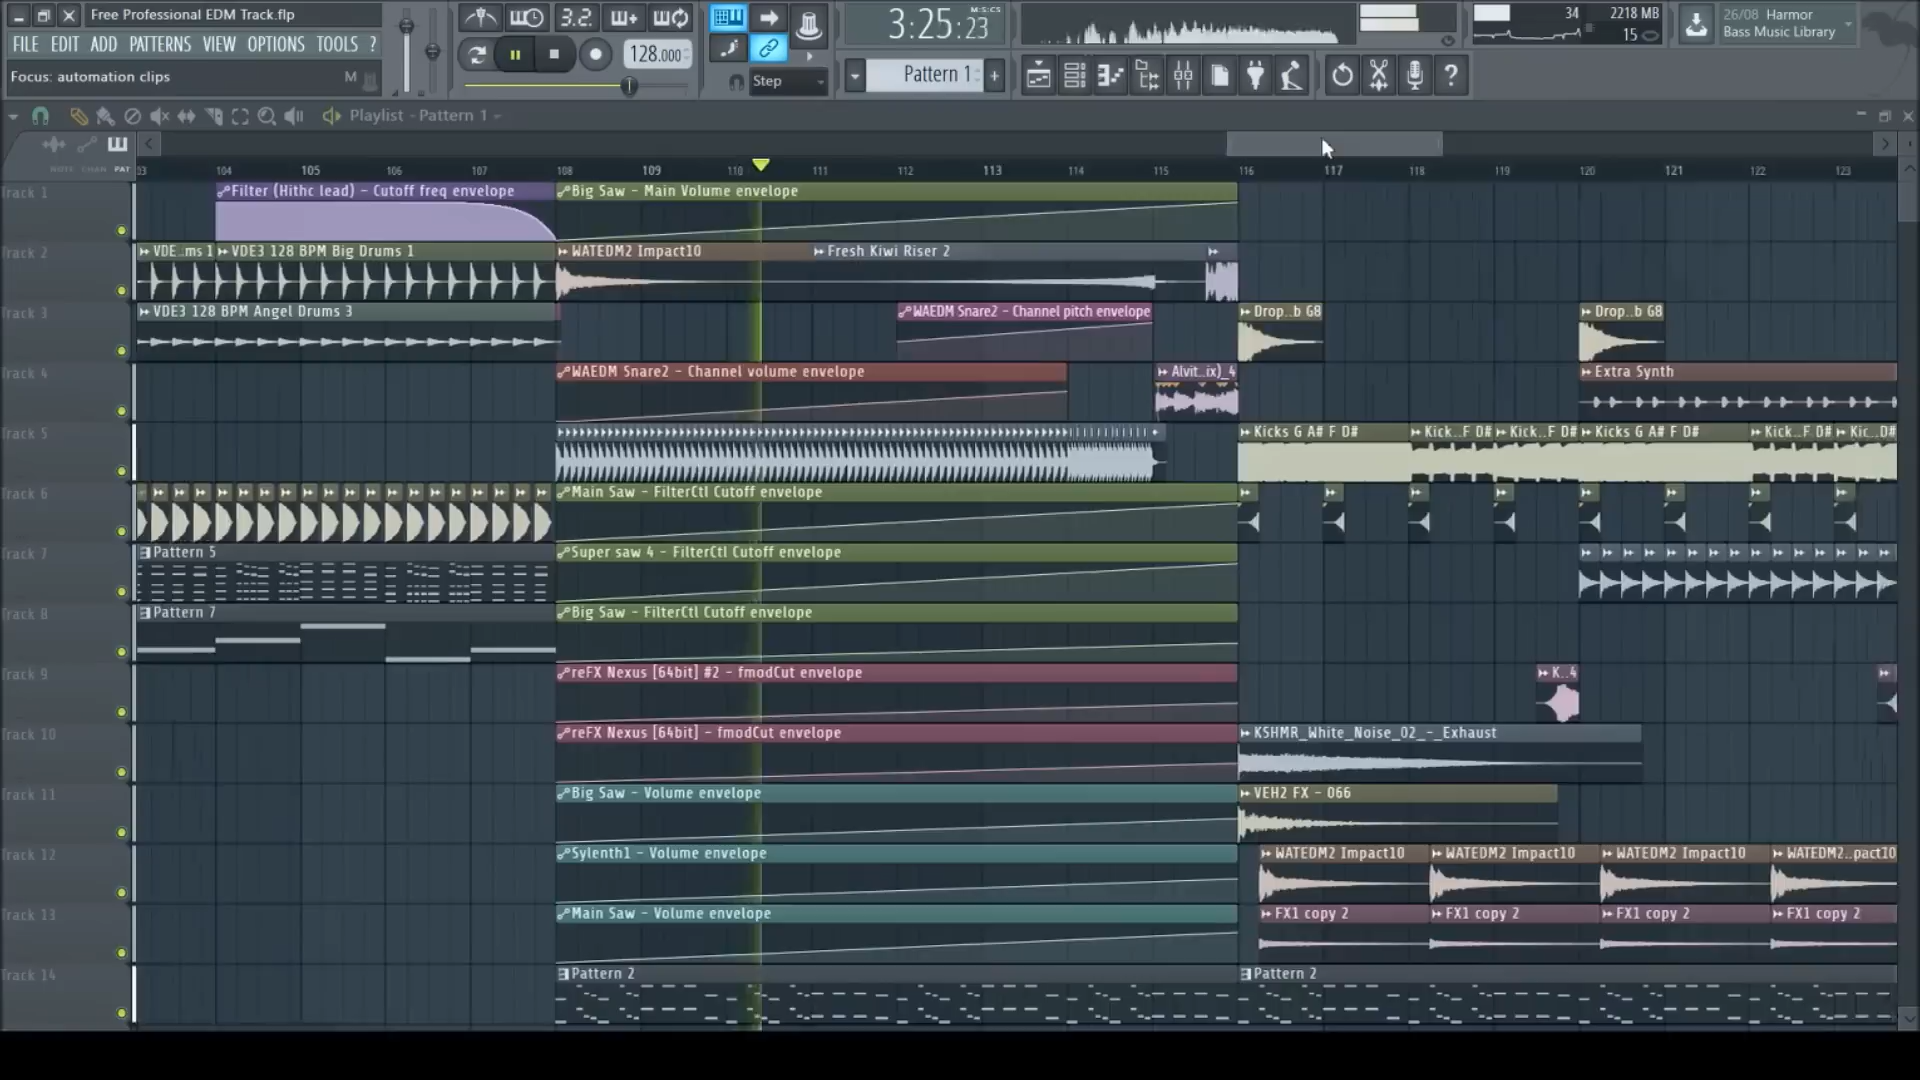 Free Professional EDM Track.flp
FILE EDIT ADD PATTERNS VIEW OPTIONS TOOLS ?
Focus: automation clips M
3.2.
128.000
Step
3:25:23
M:S:CS
Pattern 1
34
2218 MB
15
26/08 Harmor
Bass Music Library
Playlist - Pattern 1
NOTE CHAN PAT
03 104 105 106 107 108 109 110 111 112 113 114 115 116 117 118 119 120 121 122 123
Track 1
Filter (Hithc lead) - Cutoff freq envelope
Big Saw - Main Volume envelope
Track 2
VDE..ms 1
VDE3 128 BPM Big Drums 1
WATEDM2 Impact10
Fresh Kiwi Riser 2
Track 3
VDE3 128 BPM Angel Drums 3
WAEDM Snare2 - Channel pitch envelope
Drop..b G8
Drop..b G8
Track 4
WAEDM Snare2 - Channel volume envelope
Alvit..ix)_4
Extra Synth
Track 5
Kicks G A# F D#
Kick..F D#
Kick..F D#
Kicks G A# F D#
Kick..F D#
Kic..D#
Track 6
Main Saw - FilterCtl Cutoff envelope
Track 7
Pattern 5
Super saw 4 - FilterCtl Cutoff envelope
Track 8
Pattern 7
Big Saw - FilterCtl Cutoff envelope
Track 9
reFX Nexus [64bit] #2 - fmodCut envelope
K..4
Track 10
reFX Nexus [64bit] - fmodCut envelope
KSHMR_White_Noise_02_-_Exhaust
Track 11
Big Saw - Volume envelope
VEH2 FX - 066
Track 12
Sylenth1 - Volume envelope
WATEDM2 Impact10
WATEDM2 Impact10
WATEDM2 Impact10
WATEDM2..pact10
Track 13
Main Saw - Volume envelope
FX1 copy 2
FX1 copy 2
FX1 copy 2
FX1 copy 2
Track 14
Pattern 2
Pattern 2